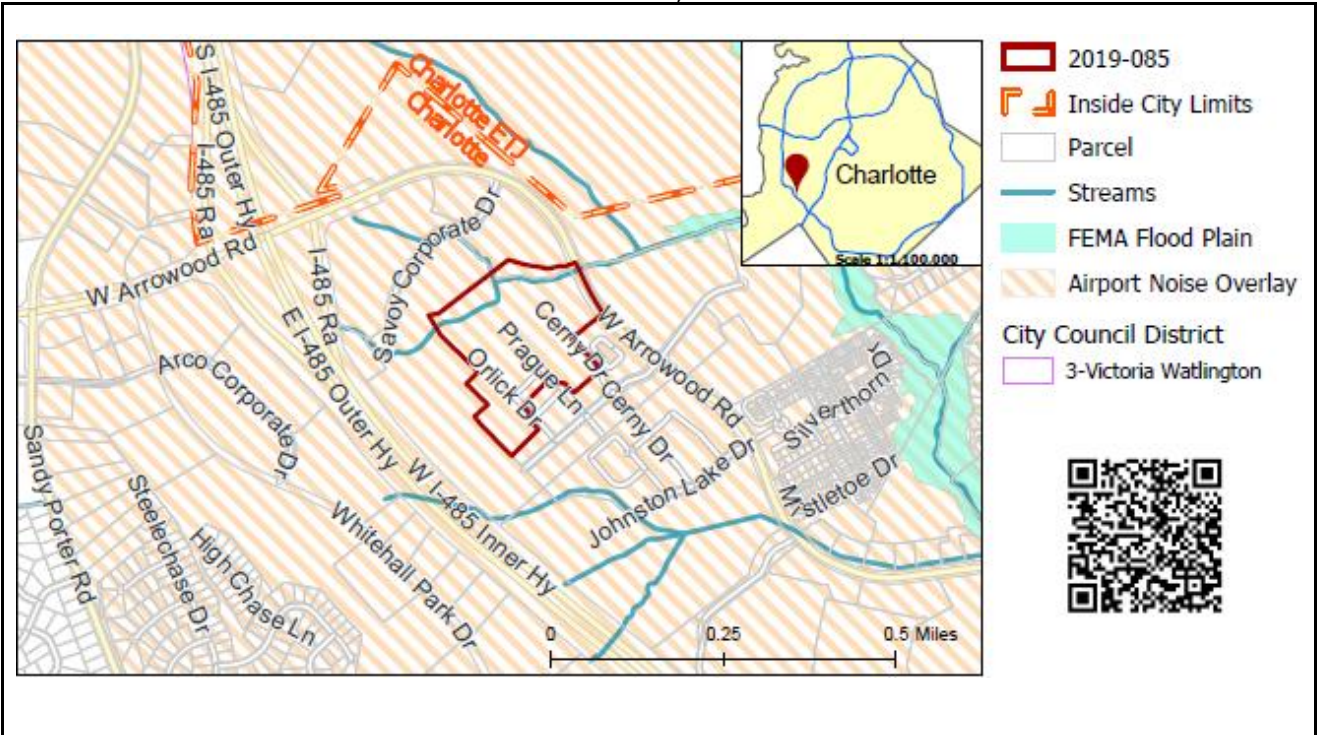 S I-485 Outer Hy
I-485 Ra
Charlotte ETJ
Charlotte
W Arrowood Rd
Savoy Corporate Dr
I-485 Ra
E I-485 Outer Hy
Arco Corporate Dr
Sandy Porter Rd
Steelechase Dr
High Chase Ln
Whitehall Park Dr
W I-485 Inner Hy
Cerny Dr
Prague Ln
Orlick Dr
Cerny Dr
W Arrowood Rd
Johnston Lake Dr
Silverthorn Dr
Mistletoe Dr
0 0.25 0.5 Miles
Charlotte
Scale 1:1,100,000
2019-085
Inside City Limits
Parcel
Streams
FEMA Flood Plain
Airport Noise Overlay
City Council District
3-Victoria Watlington